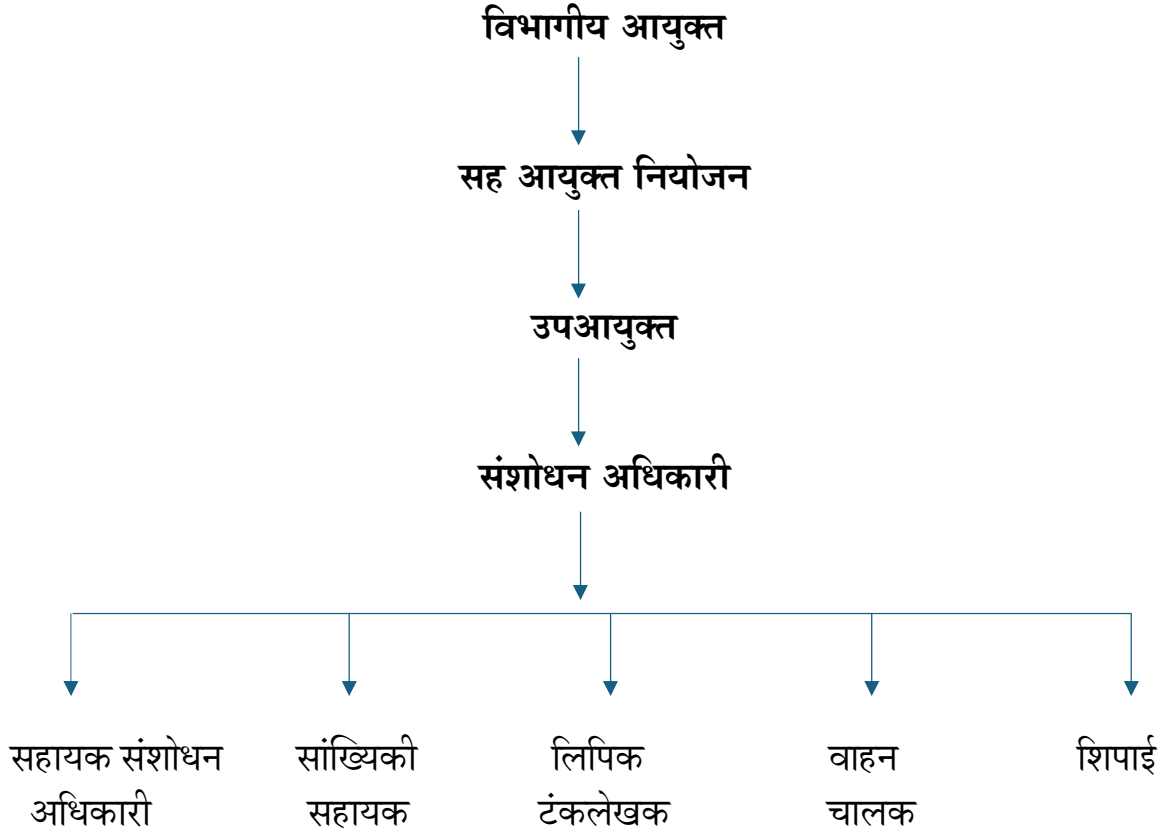 विभागीय आयुक्त
सह आयुक्त नियोजन
उपआयुक्त
संशोधन अधिकारी
सहायक संशोधन
अधिकारी
सांख्यिकी
सहायक
लिपिक
टंकलेखक
वाहन
चालक
शिपाई